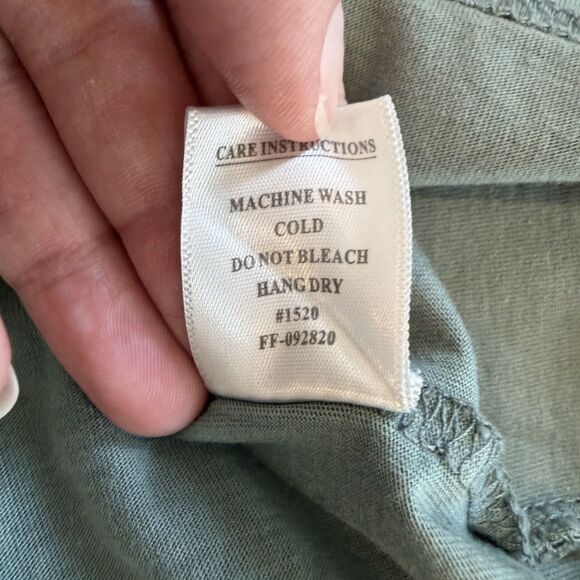 CARE INSTRUCTIONS
MACHINE WASH
COLD
DO NOT BLEACH
HANG DRY
#1520
FF-092820